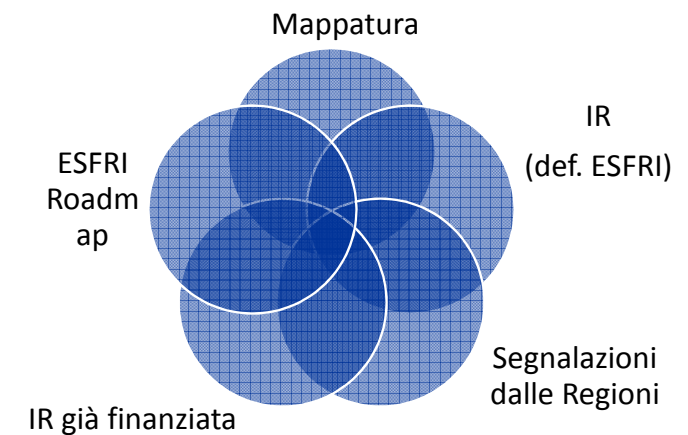 Mappatura
IR
(def. ESFRI)
ESFRI
Roadm
ap
Segnalazioni
dalle Regioni
IR già finanziata